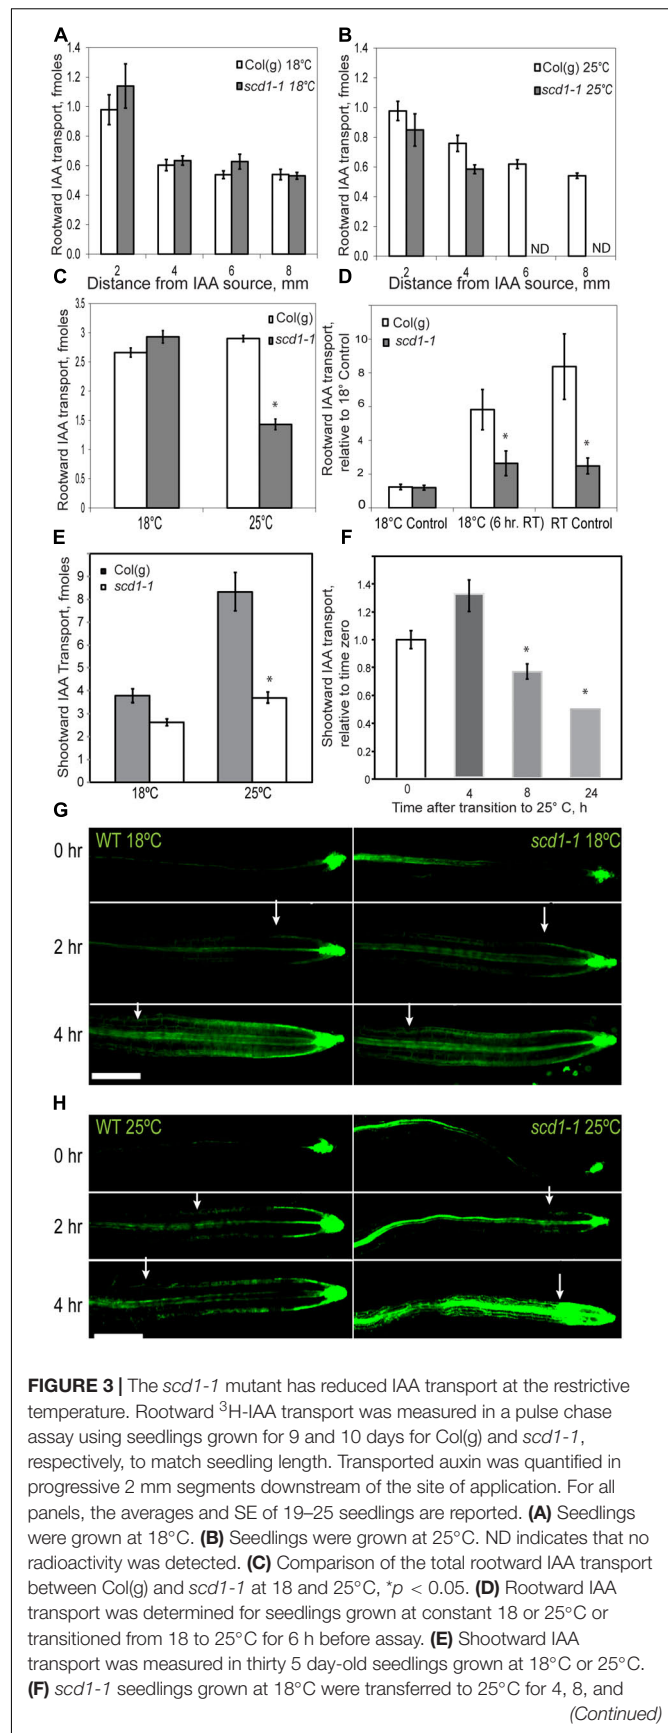 A
B
Rootward IAA transport, fmoles
1.4
1.2
1.0
0.8
0.6
0.4
0.2
0.0
Col(g) 18°C
scd1-1 18°C
2 4 6 8
Distance from IAA source, mm
Rootward IAA transport, fmoles
1.4
1.2
1.0
0.8
0.6
0.4
0.2
0.0
Col(g) 25°C
scd1-1 25°C
ND
ND
2 4 6 8
Distance from IAA source, mm
C
D
Rootward IAA transport, fmoles
3.5
3
2.5
2
1.5
1
.5
0
Col(g)
scd1-1
*
18°C 25°C
Rootward IAA transport,
relative to 18° Control
10
8
6
4
2
0
Col(g)
scd1-1
*
*
18°C Control 18°C (6 hr. RT) RT Control
E
F
Shootward IAA Transport, fmoles
9
8
7
6
5
4
3
2
1
0
Col(g)
scd1-1
*
18°C 25°C
Shootward IAA transport,
relative to time zero
1.4
1.2
1.0
0.8
0.6
0.4
0.2
0
*
*
0 4 8 24
Time after transition to 25° C, h
G
WT 18ºC
scd1-1 18ºC
0 hr
2 hr
4 hr
H
WT 25ºC
scd1-1 25ºC
0 hr
2 hr
4 hr
FIGURE 3 | The scd1-1 mutant has reduced IAA transport at the restrictive
temperature. Rootward ³H-IAA transport was measured in a pulse chase
assay using seedlings grown for 9 and 10 days for Col(g) and scd1-1,
respectively, to match seedling length. Transported auxin was quantified in
progressive 2 mm segments downstream of the site of application. For all
panels, the averages and SE of 19–25 seedlings are reported. (A) Seedlings
were grown at 18°C. (B) Seedlings were grown at 25°C. ND indicates that no
radioactivity was detected. (C) Comparison of the total rootward IAA transport
between Col(g) and scd1-1 at 18 and 25°C, *p < 0.05. (D) Rootward IAA
transport was determined for seedlings grown at constant 18 or 25°C or
transitioned from 18 to 25°C for 6 h before assay. (E) Shootward IAA
transport was measured in thirty 5 day-old seedlings grown at 18°C or 25°C.
(F) scd1-1 seedlings grown at 18°C were transferred to 25°C for 4, 8, and
(Continued)